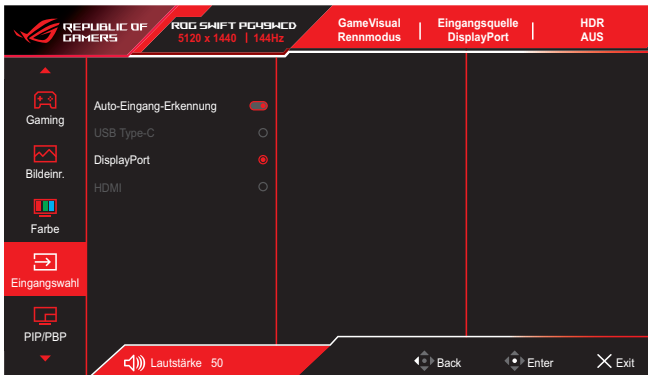 REPUBLIC OF
GAMERS
ROG SWIFT PG49WCD
5120 x 1440 | 144Hz
GameVisual
Rennmodus
Eingangsquelle
DisplayPort
HDR
AUS
Gaming
Bildeinr.
Farbe
Eingangswahl
PIP/PBP
Auto-Eingang-Erkennung
USB Type-C
DisplayPort
HDMI
Lautstärke 50
Back
Enter
Exit